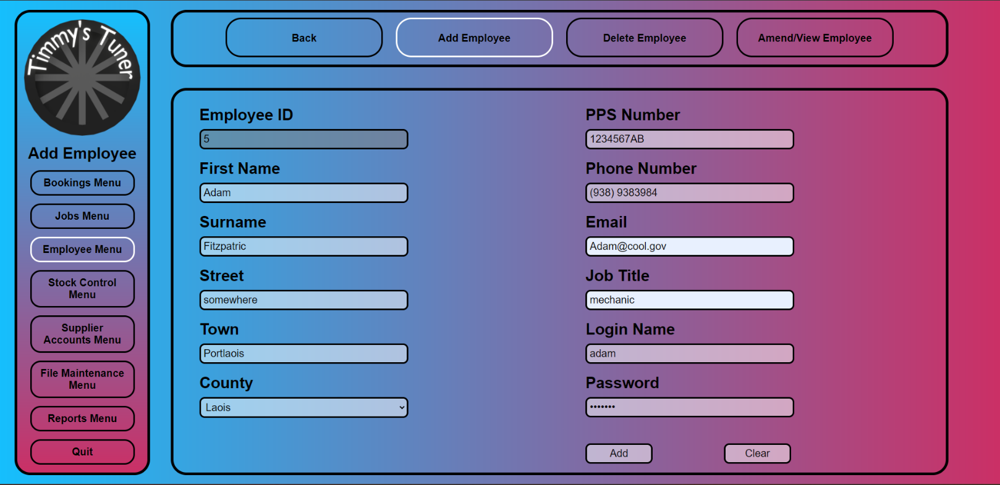 Timmy's Tuner
Add Employee
Bookings Menu
Jobs Menu
Employee Menu
Stock Control
Menu
Supplier
Accounts Menu
File Maintenance
Menu
Reports Menu
Quit
Back
Add Employee
Delete Employee
Amend/View Employee
Employee ID
5
First Name
Adam
Surname
Fitzpatric
Street
somewhere
Town
Portlaois
County
Laois
PPS Number
1234567AB
Phone Number
(938) 9383984
Email
Adam@cool.gov
Job Title
mechanic
Login Name
adam
Password
•••••••
Add
Clear